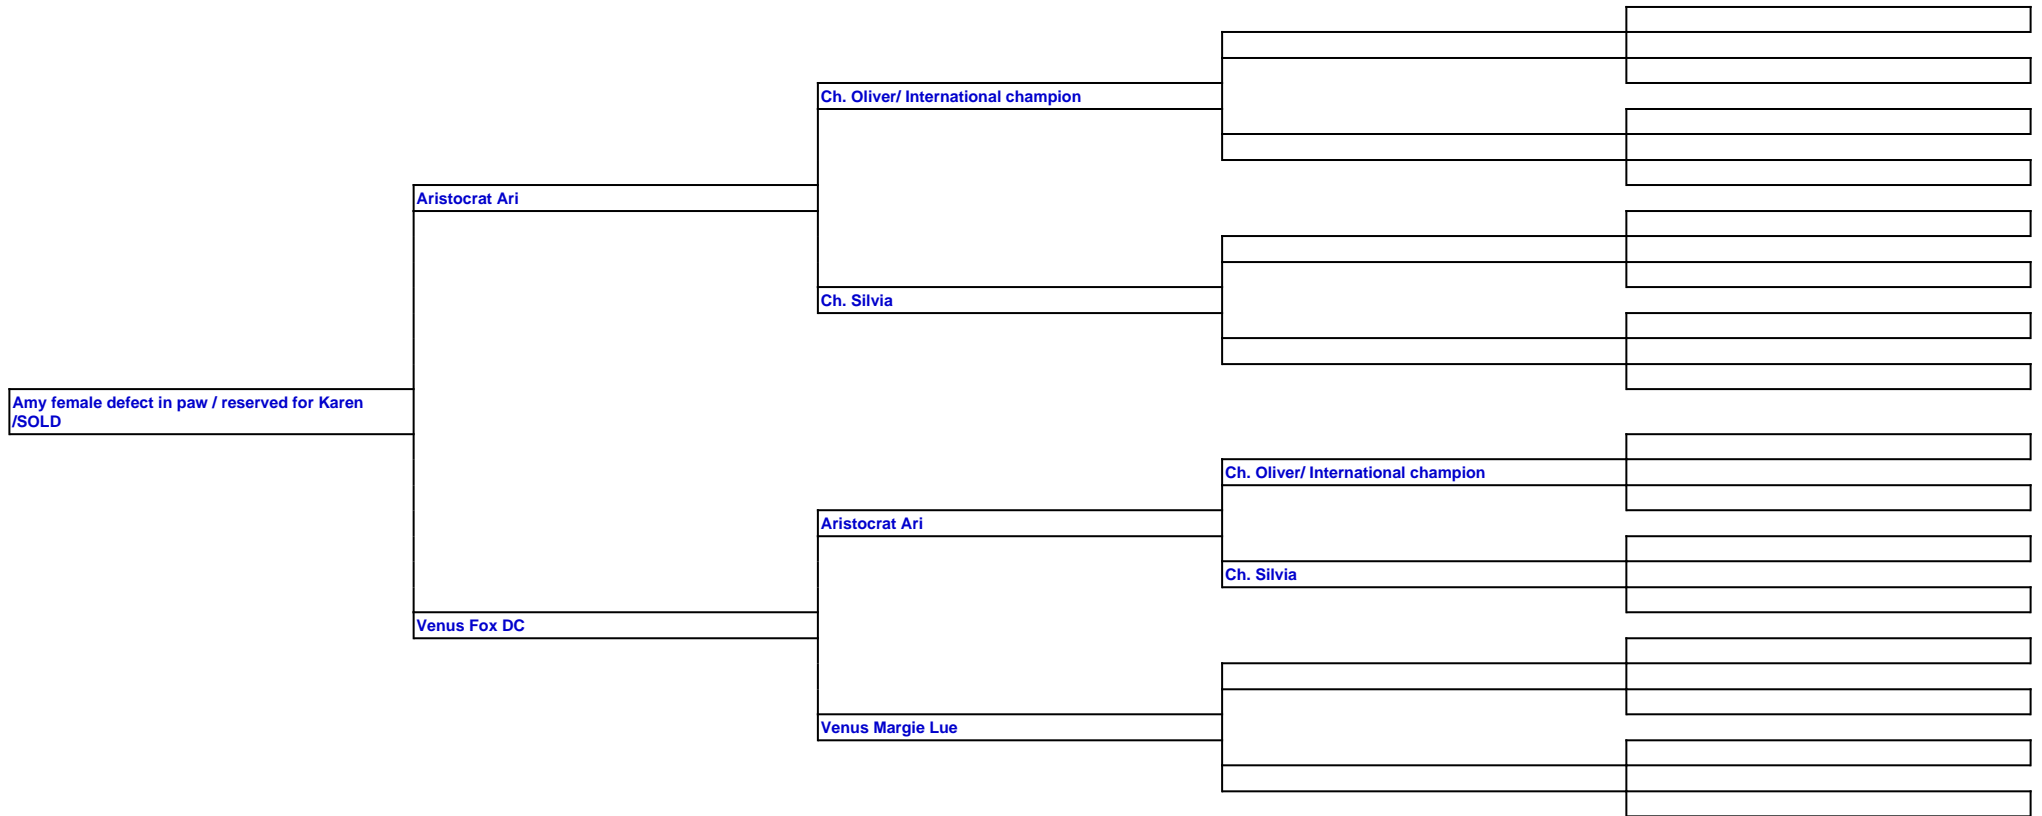 Ch. Oliver/ International champion
Aristocrat Ari
Ch. Silvia
Amy female defect in paw / reserved for Karen
/SOLD
Ch. Oliver/ International champion
Aristocrat Ari
Ch. Silvia
Venus Fox DC
Venus Margie Lue